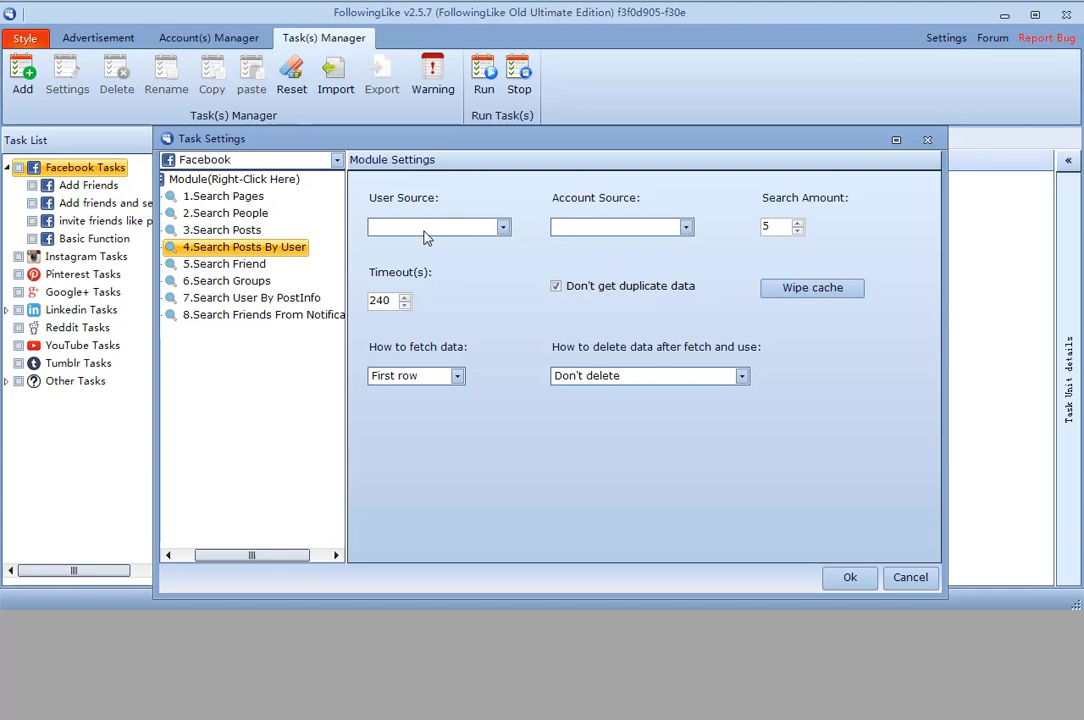 FollowingLike v2.5.7 (FollowingLike Old Ultimate Edition) f3f0d905-f30e
Style Advertisement Account(s) Manager Task(s) Manager Settings Forum Report Bug
Add Settings Delete Rename Copy paste Reset Import Export Warning Run Stop
Task(s) Manager Run Task(s)
Task List
Task Settings
Facebook Tasks
Add Friends
Add friends and se
invite friends like p
Basic Function
Instagram Tasks
Pinterest Tasks
Google+ Tasks
Linkedin Tasks
Reddit Tasks
YouTube Tasks
Tumblr Tasks
Other Tasks
Facebook
Module(Right-Click Here)
1.Search Pages
2.Search People
3.Search Posts
4.Search Posts By User
5.Search Friend
6.Search Groups
7.Search User By PostInfo
8.Search Friends From Notifica
Module Settings
User Source: Account Source: Search Amount:
5
Timeout(s):
240
Don't get duplicate data
Wipe cache
How to fetch data: How to delete data after fetch and use:
First row Don't delete
Ok Cancel
Task Unit details